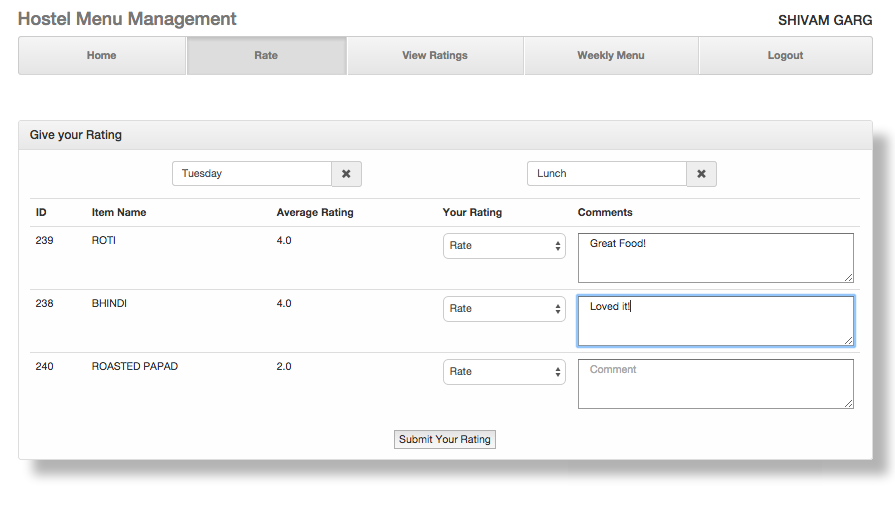 Hostel Menu Management
SHIVAM GARG
Home Rate View Ratings Weekly Menu Logout
Give your Rating
Tuesday Lunch
ID Item Name Average Rating Your Rating Comments
239 ROTI 4.0 Rate Great Food!
238 BHINDI 4.0 Rate Loved it!
240 ROASTED PAPAD 2.0 Rate Comment
Submit Your Rating